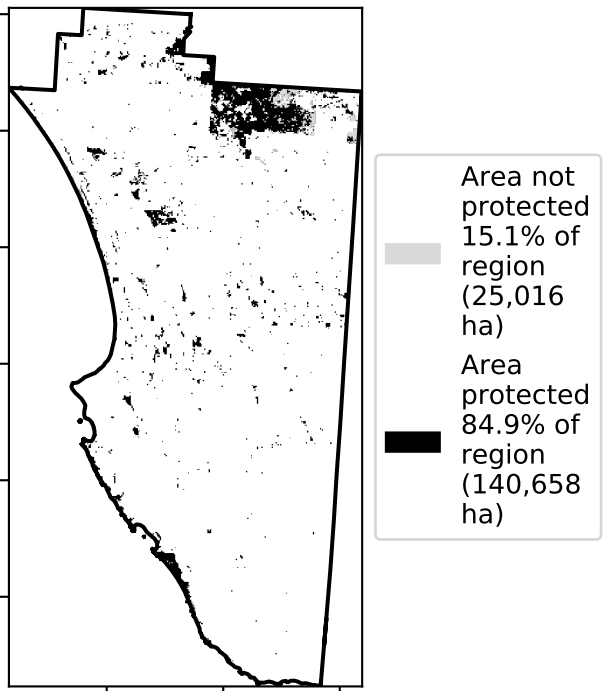 Area not
protected
15.1% of
region
(25,016
ha)
Area
protected
84.9% of
region
(140,658
ha)